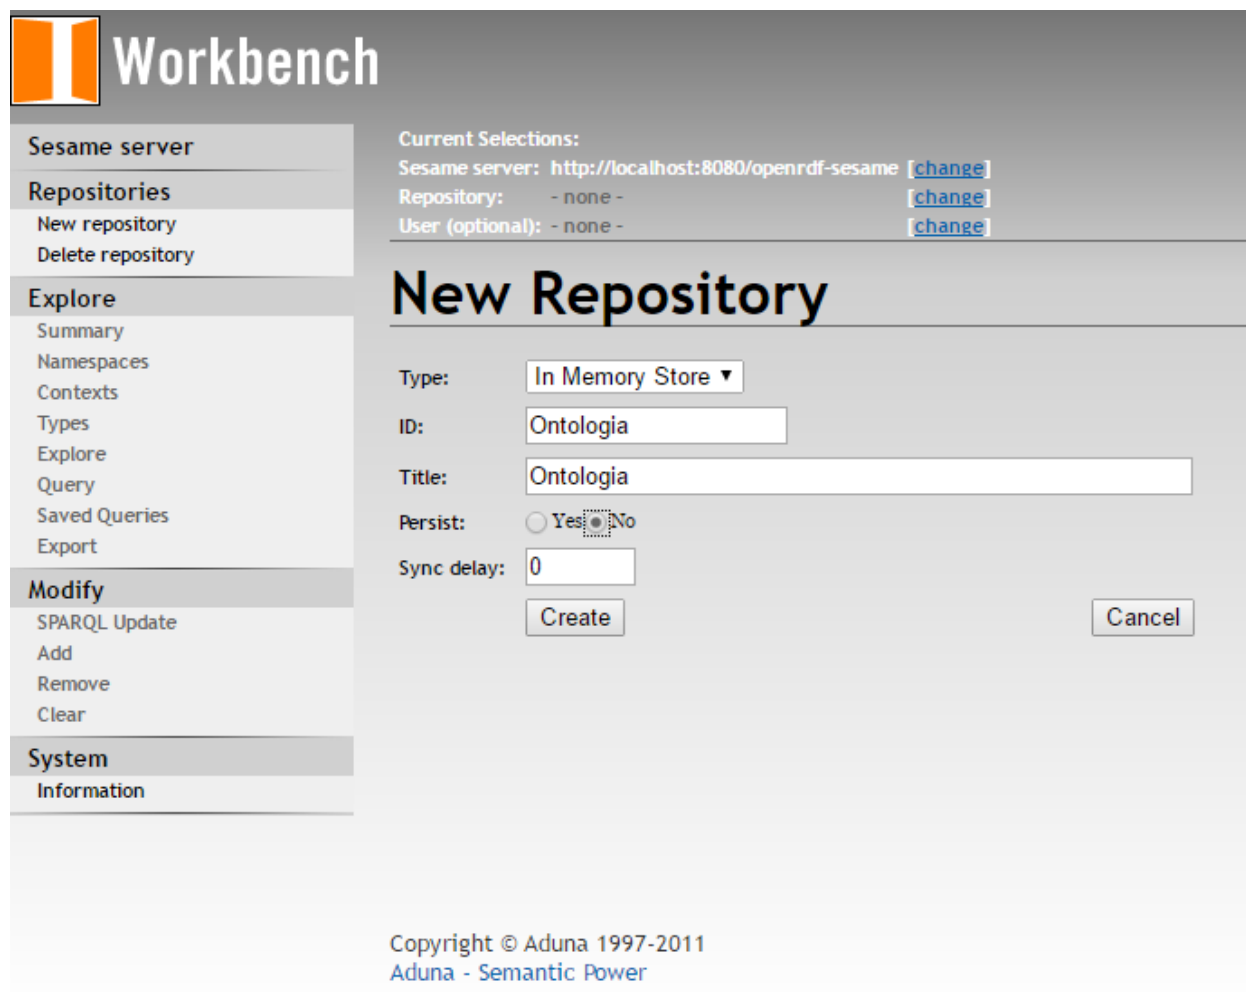 Workbench
Sesame server
Repositories
New repository
Delete repository
Explore
Summary
Namespaces
Contexts
Types
Explore
Query
Saved Queries
Export
Modify
SPARQL Update
Add
Remove
Clear
System
Information
Current Selections:
Sesame server: http://localhost:8080/openrdf-sesame [change]
Repository: - none - [change]
User (optional): - none - [change]
New Repository
Type: In Memory Store
ID: Ontologia
Title: Ontologia
Persist: Yes No
Sync delay: 0
Create Cancel
Copyright © Aduna 1997-2011
Aduna - Semantic Power